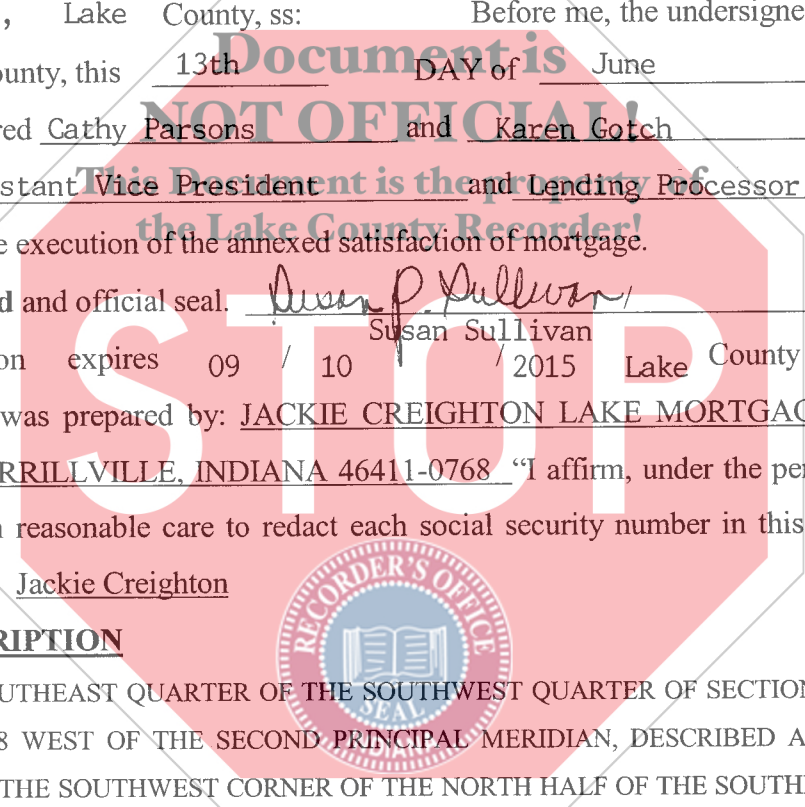 , Lake County, ss: Before me, the undersigne
ounty, this 13th DAY of June
red Cathy Parsons and Karen Gotch
stant Vice President and Lending Processor
e execution of the annexed satisfaction of mortgage.
d and official seal. Susan P. Sullivan
Susan Sullivan
on expires 09 / 10 / 2015 Lake County
was prepared by: JACKIE CREIGHTON LAKE MORTGAG
RRILLVILLE, INDIANA 46411-0768 “I affirm, under the per
n reasonable care to redact each social security number in this
Jackie Creighton
RIPTION
UTHEAST QUARTER OF THE SOUTHWEST QUARTER OF SECTION
8 WEST OF THE SECOND PRINCIPAL MERIDIAN, DESCRIBED A
THE SOUTHWEST CORNER OF THE NORTH HALF OF THE SOUTH
Document is
NOT OFFICIAL!
This Document is the property of
the Lake County Recorder!
STOP
RECORDER'S OFFICE
SEAL
INDIANA